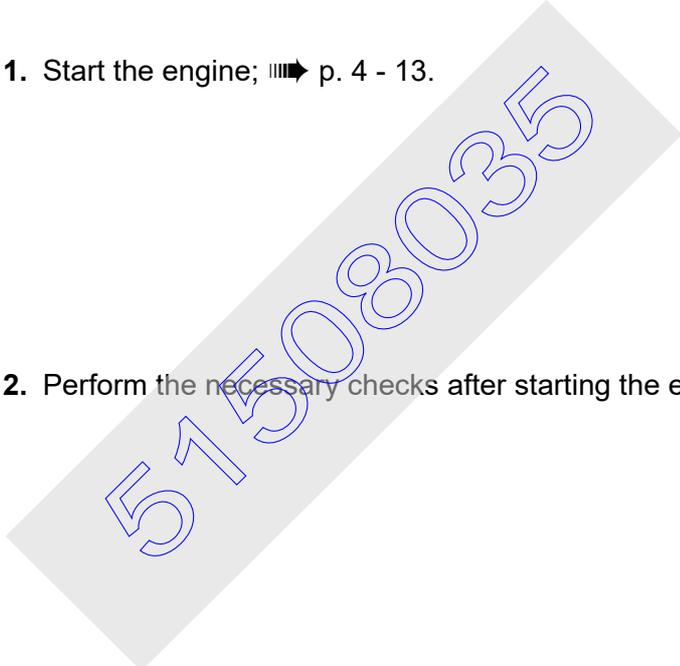 1. Start the engine; ➠ p. 4 - 13.
51508035
2. Perform the necessary checks after starting the